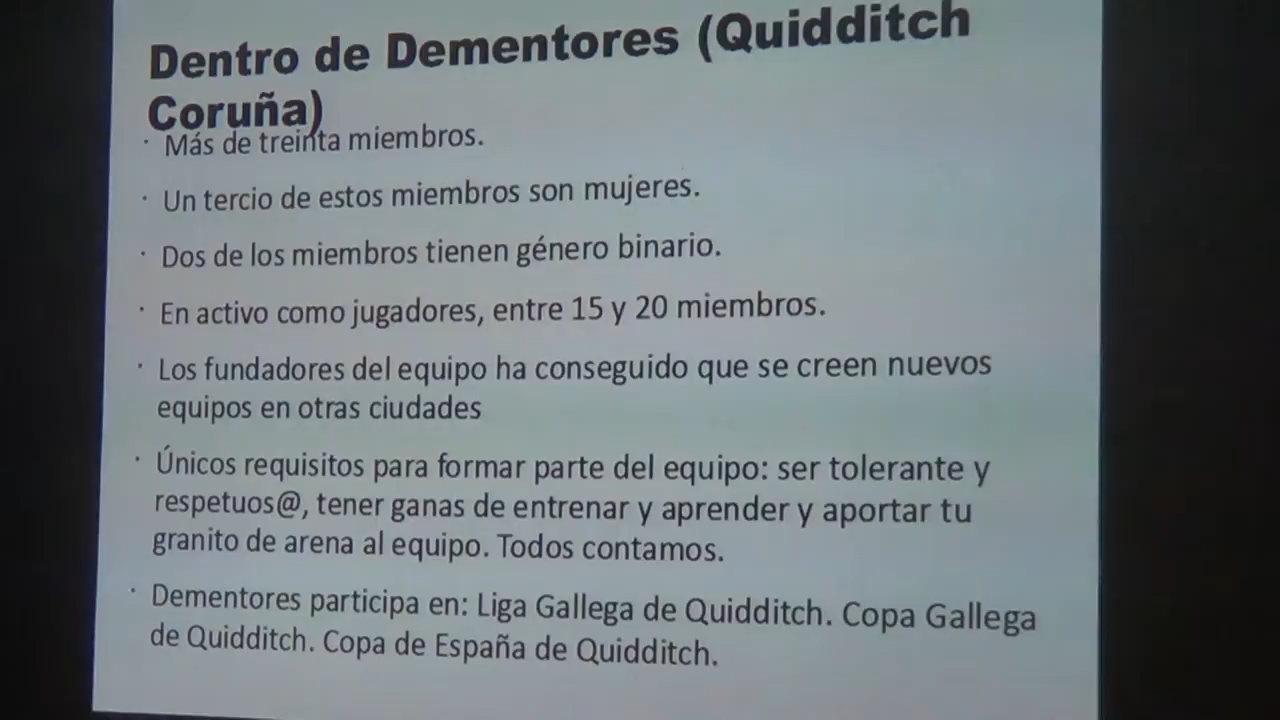 Dentro de Dementores (Quidditch
Coruña)
· Más de treinta miembros.
· Un tercio de estos miembros son mujeres.
· Dos de los miembros tienen género binario.
· En activo como jugadores, entre 15 y 20 miembros.
· Los fundadores del equipo ha conseguido que se creen nuevos
equipos en otras ciudades
· Únicos requisitos para formar parte del equipo: ser tolerante y
respetuos@, tener ganas de entrenar y aprender y aportar tu
granito de arena al equipo. Todos contamos.
· Dementores participa en: Liga Gallega de Quidditch. Copa Gallega
de Quidditch. Copa de España de Quidditch.